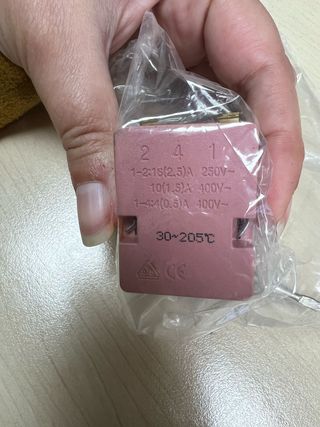 2 4 1
1-2:16(2.5)A 250V~
10(1.5)A 400V~
1-4:4(0.5)A 400V~
30~205℃
CE